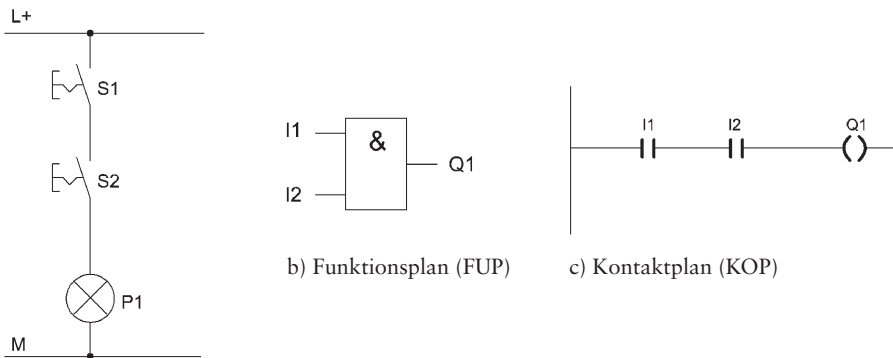 L+
S1
S2
P1
M
I1
I2
&
Q1
b) Funktionsplan (FUP)
I1 I2 Q1
c) Kontaktplan (KOP)